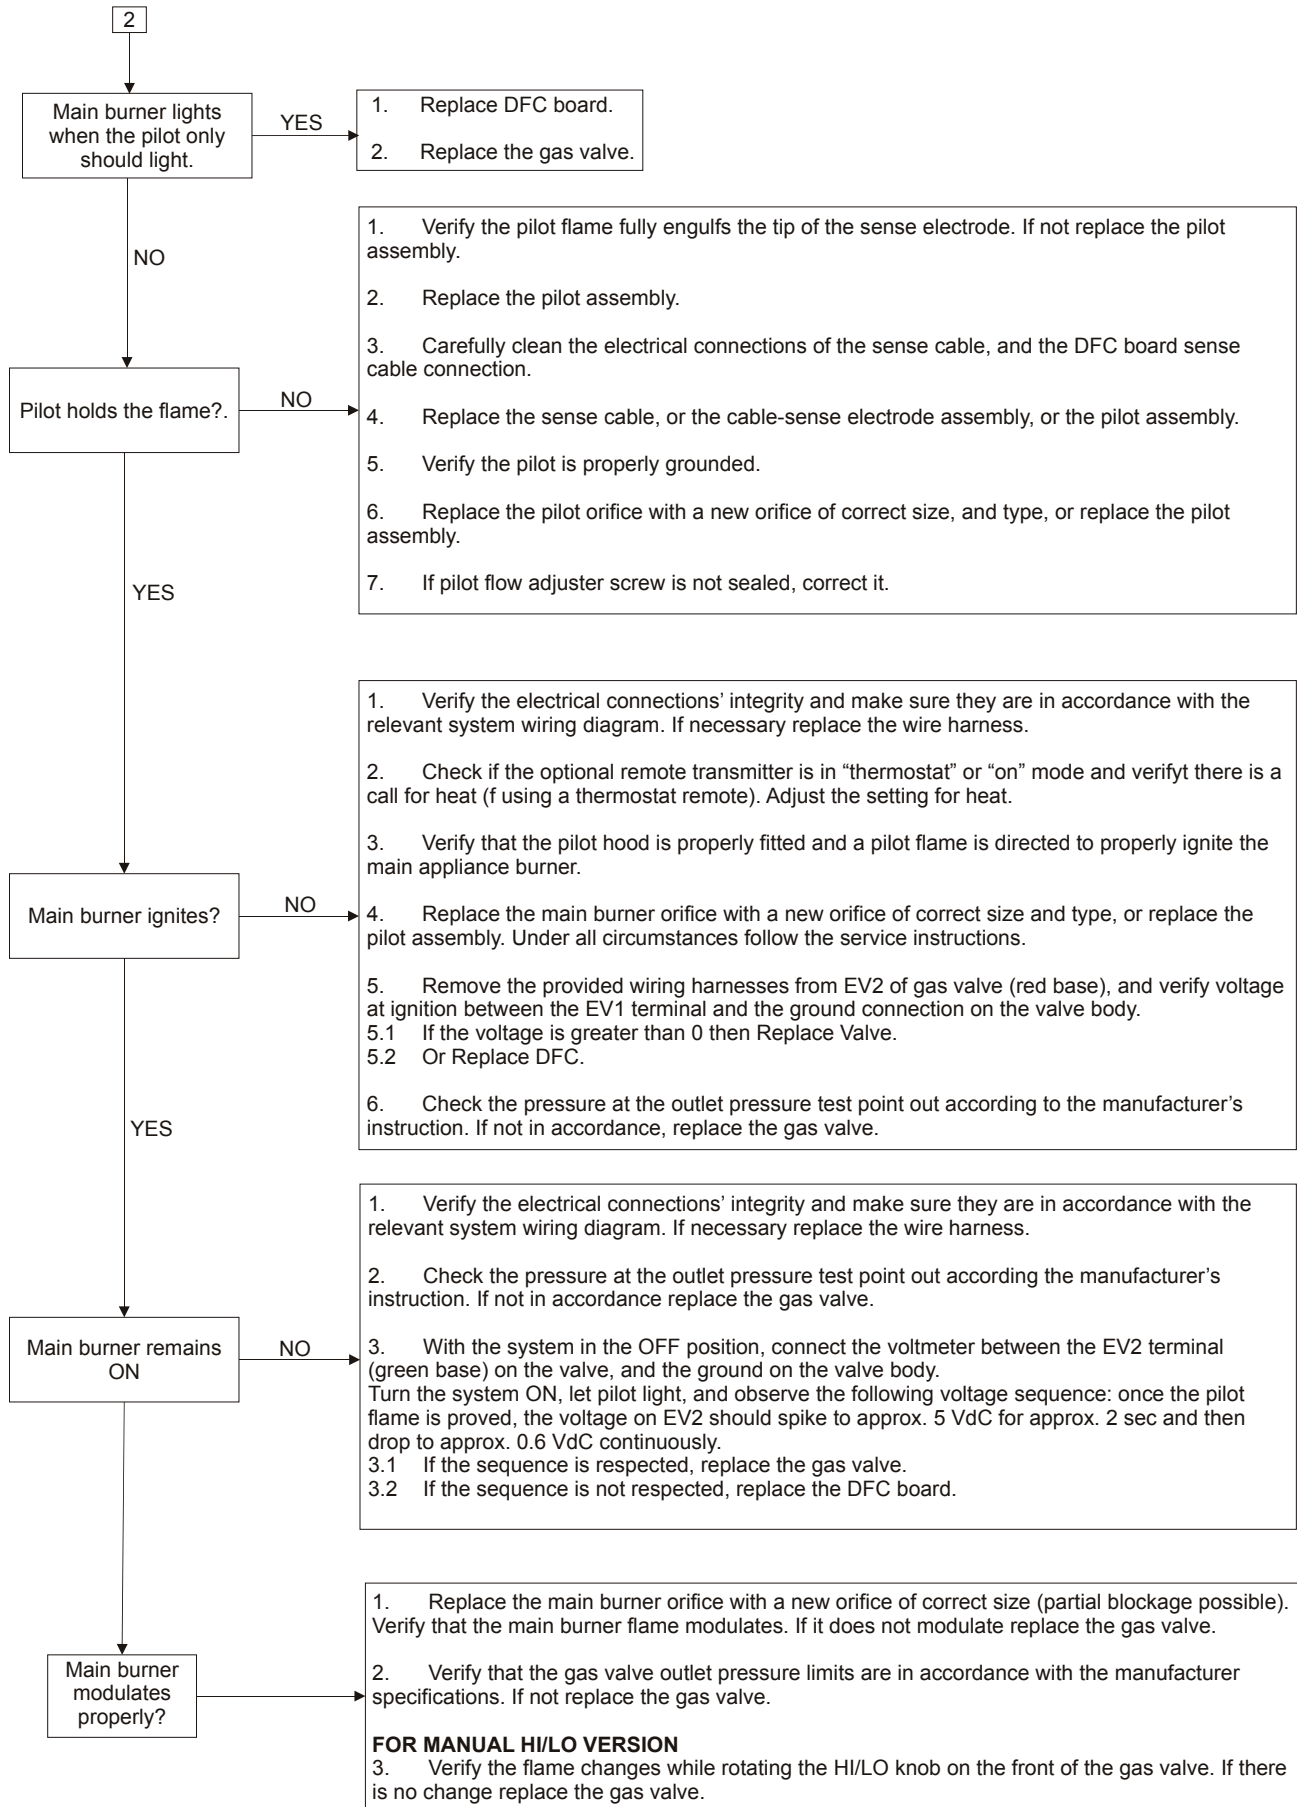 2
Main burner lights
when the pilot only
should light.
YES
1. Replace DFC board.
2. Replace the gas valve.
NO
1. Verify the pilot flame fully engulfs the tip of the sense electrode. If not replace the pilot
assembly.
2. Replace the pilot assembly.
3. Carefully clean the electrical connections of the sense cable, and the DFC board sense
cable connection.
4. Replace the sense cable, or the cable-sense electrode assembly, or the pilot assembly.
5. Verify the pilot is properly grounded.
6. Replace the pilot orifice with a new orifice of correct size, and type, or replace the pilot
assembly.
7. If pilot flow adjuster screw is not sealed, correct it.
Pilot holds the flame?.
NO
YES
1. Verify the electrical connections’ integrity and make sure they are in accordance with the
relevant system wiring diagram. If necessary replace the wire harness.
2. Check if the optional remote transmitter is in “thermostat” or “on” mode and verifyt there is a
call for heat (f using a thermostat remote). Adjust the setting for heat.
3. Verify that the pilot hood is properly fitted and a pilot flame is directed to properly ignite the
main appliance burner.
4. Replace the main burner orifice with a new orifice of correct size and type, or replace the
pilot assembly. Under all circumstances follow the service instructions.
5. Remove the provided wiring harnesses from EV2 of gas valve (red base), and verify voltage
at ignition between the EV1 terminal and the ground connection on the valve body.
5.1 If the voltage is greater than 0 then Replace Valve.
5.2 Or Replace DFC.
6. Check the pressure at the outlet pressure test point out according to the manufacturer’s
instruction. If not in accordance, replace the gas valve.
Main burner ignites?
NO
YES
1. Verify the electrical connections’ integrity and make sure they are in accordance with the
relevant system wiring diagram. If necessary replace the wire harness.
2. Check the pressure at the outlet pressure test point out according the manufacturer’s
instruction. If not in accordance replace the gas valve.
3. With the system in the OFF position, connect the voltmeter between the EV2 terminal
(green base) on the valve, and the ground on the valve body.
Turn the system ON, let pilot light, and observe the following voltage sequence: once the pilot
flame is proved, the voltage on EV2 should spike to approx. 5 VdC for approx. 2 sec and then
drop to approx. 0.6 VdC continuously.
3.1 If the sequence is respected, replace the gas valve.
3.2 If the sequence is not respected, replace the DFC board.
Main burner remains
ON
NO
1. Replace the main burner orifice with a new orifice of correct size (partial blockage possible).
Verify that the main burner flame modulates. If it does not modulate replace the gas valve.
2. Verify that the gas valve outlet pressure limits are in accordance with the manufacturer
specifications. If not replace the gas valve.
FOR MANUAL HI/LO VERSION
3. Verify the flame changes while rotating the HI/LO knob on the front of the gas valve. If there
is no change replace the gas valve.
Main burner
modulates
properly?